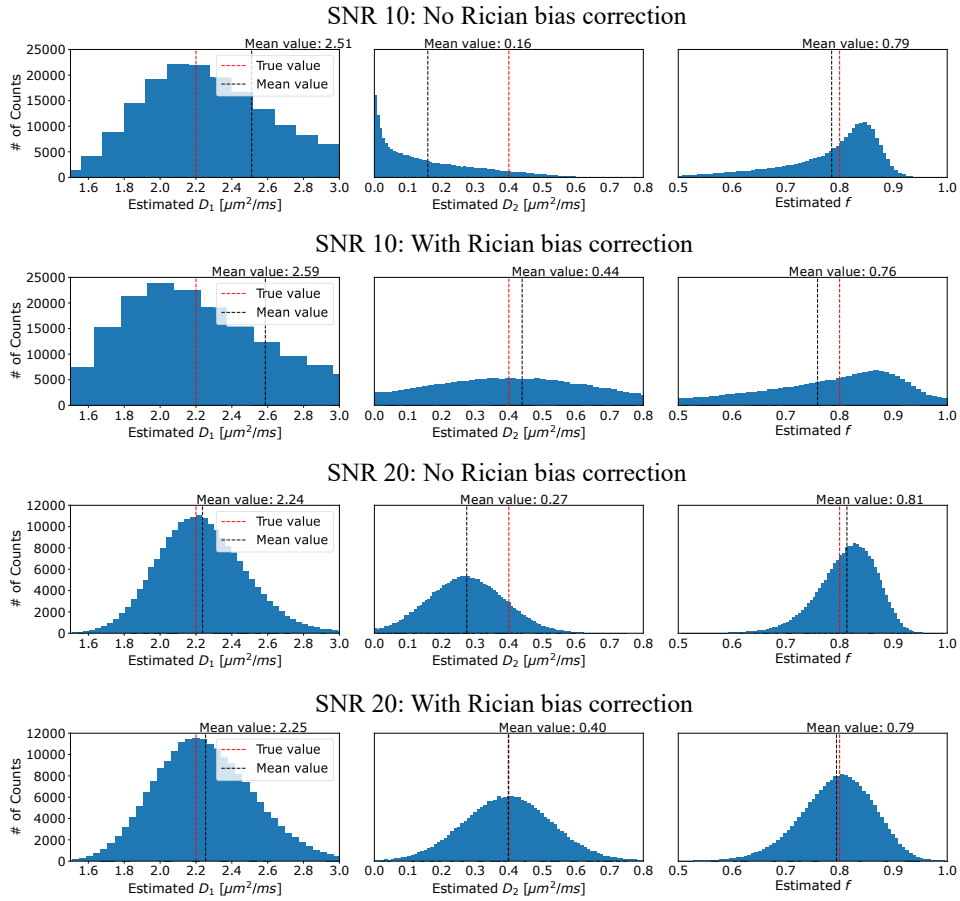 SNR 10: No Rician bias correction
Mean value: 2.51 Mean value: 0.16 Mean value: 0.79
25000
20000
15000
10000
5000
0
# of Counts
True value
Mean value
1.6 1.8 2.0 2.2 2.4 2.6 2.8 3.0
Estimated D₁ [μm²/ms]
0.0 0.1 0.2 0.3 0.4 0.5 0.6 0.7 0.8
Estimated D₂ [μm²/ms]
0.5 0.6 0.7 0.8 0.9 1.0
Estimated f
SNR 10: With Rician bias correction
Mean value: 2.59 Mean value: 0.44 Mean value: 0.76
25000
20000
15000
10000
5000
0
# of Counts
True value
Mean value
1.6 1.8 2.0 2.2 2.4 2.6 2.8 3.0
Estimated D₁ [μm²/ms]
0.0 0.1 0.2 0.3 0.4 0.5 0.6 0.7 0.8
Estimated D₂ [μm²/ms]
0.5 0.6 0.7 0.8 0.9 1.0
Estimated f
SNR 20: No Rician bias correction
Mean value: 2.24 Mean value: 0.27 Mean value: 0.81
12000
10000
8000
6000
4000
2000
0
# of Counts
True value
Mean value
1.6 1.8 2.0 2.2 2.4 2.6 2.8 3.0
Estimated D₁ [μm²/ms]
0.0 0.1 0.2 0.3 0.4 0.5 0.6 0.7 0.8
Estimated D₂ [μm²/ms]
0.5 0.6 0.7 0.8 0.9 1.0
Estimated f
SNR 20: With Rician bias correction
Mean value: 2.25 Mean value: 0.40 Mean value: 0.79
12000
10000
8000
6000
4000
2000
0
# of Counts
True value
Mean value
1.6 1.8 2.0 2.2 2.4 2.6 2.8 3.0
Estimated D₁ [μm²/ms]
0.0 0.1 0.2 0.3 0.4 0.5 0.6 0.7 0.8
Estimated D₂ [μm²/ms]
0.5 0.6 0.7 0.8 0.9 1.0
Estimated f